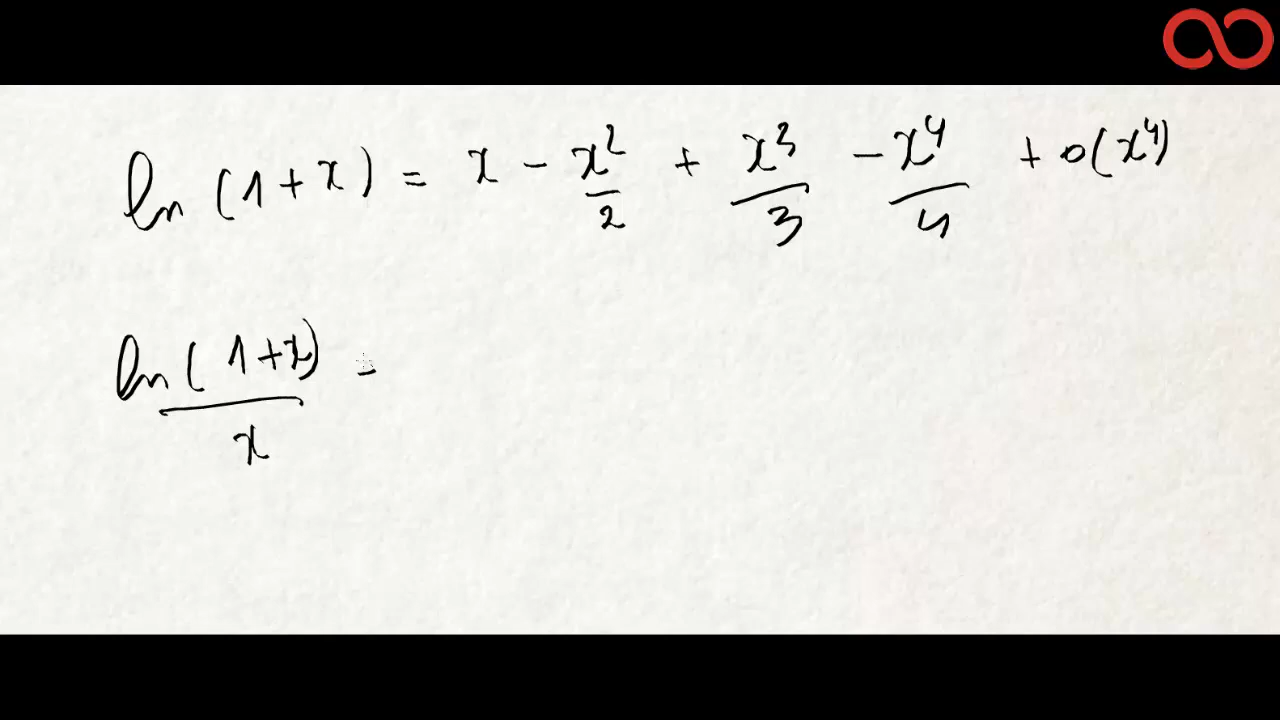 ln (1+x) = x - x²/2 + x³/3 - x⁴/4 + o(x⁴)
ln(1+x)/x =